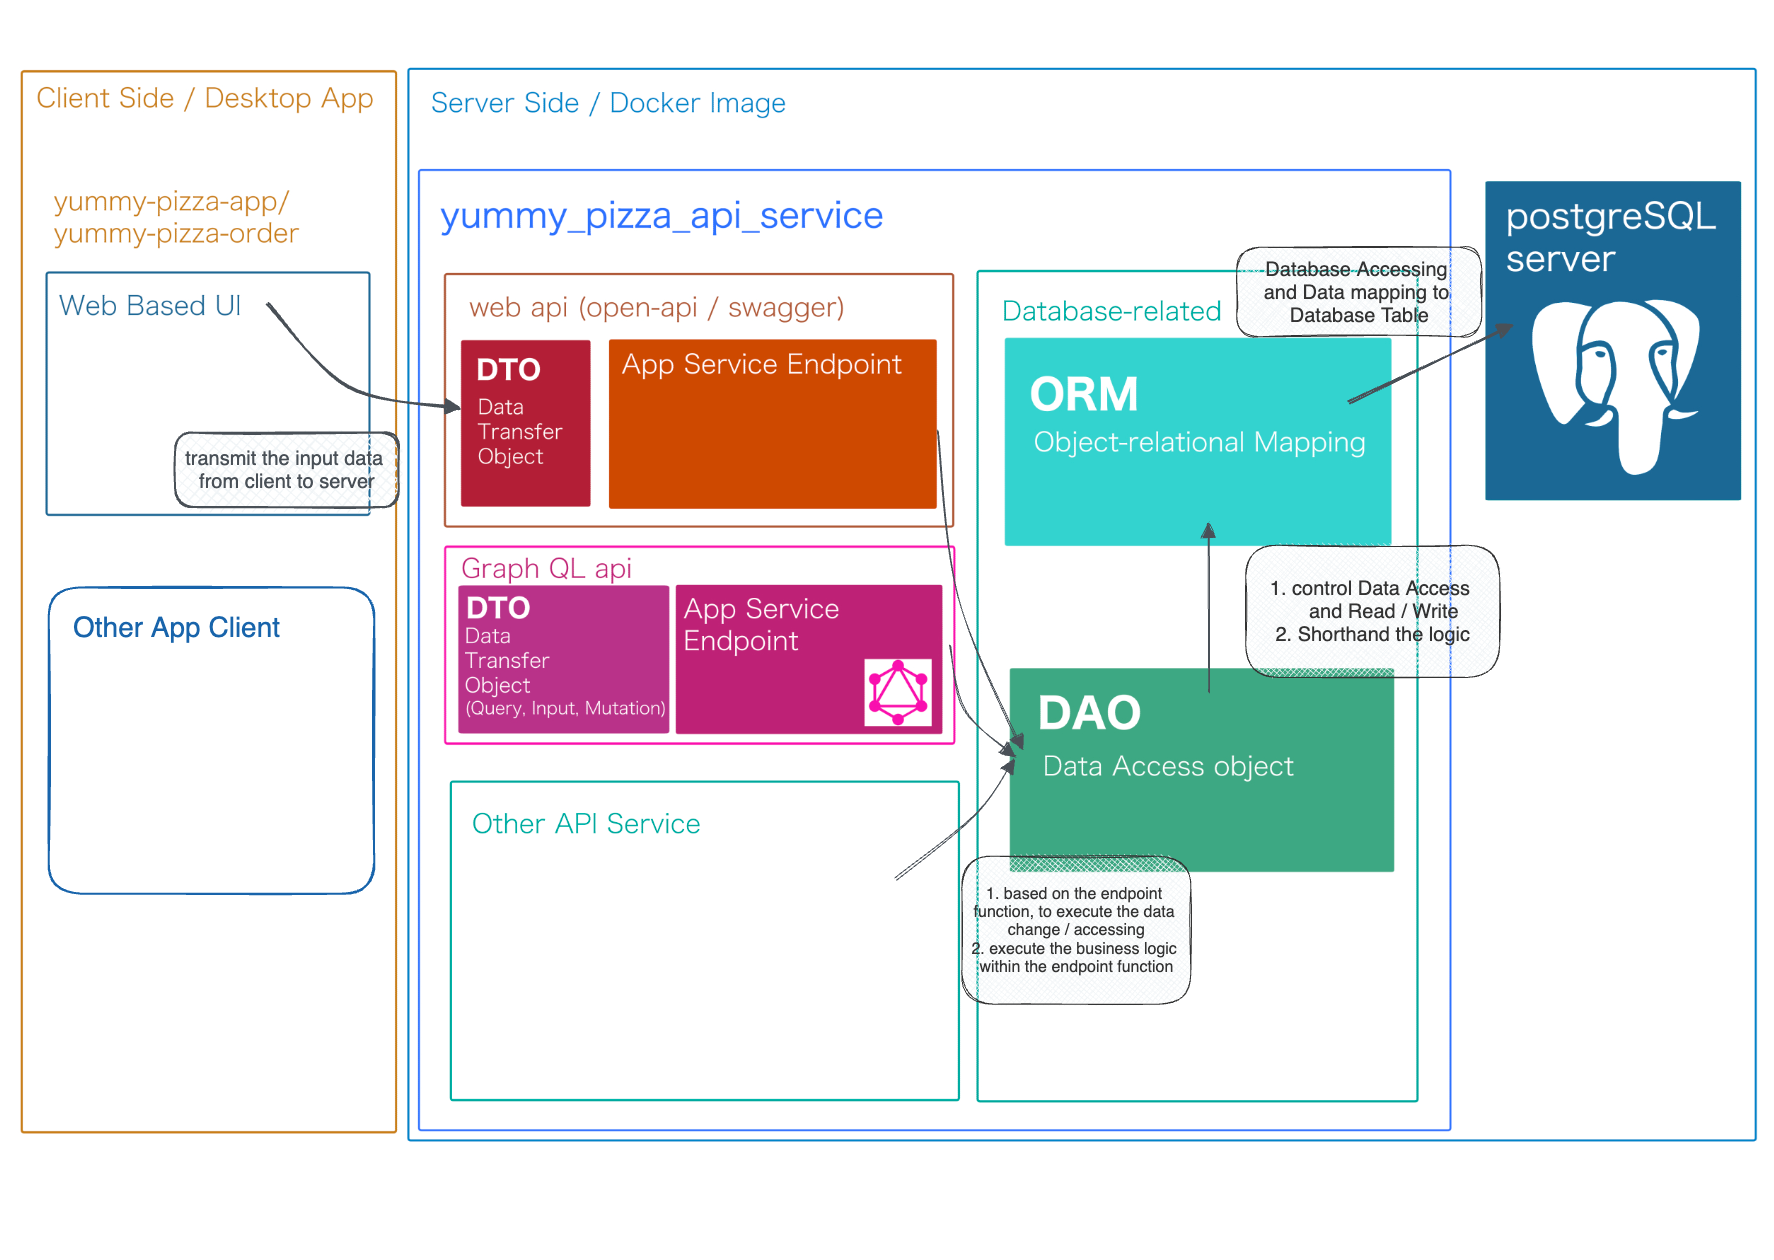 Client Side / Desktop App
yummy-pizza-app/
yummy-pizza-order
Web Based UI
transmit the input data
from client to server
Other App Client
Server Side / Docker Image
yummy_pizza_api_service
web api (open-api / swagger)
DTO
Data
Transfer
Object
App Service Endpoint
Graph QL api
DTO
Data
Transfer
Object
(Query, Input, Mutation)
App Service
Endpoint
Other API Service
Database-related
Database Accessing
and Data mapping to
Database Table
ORM
Object-relational Mapping
1. control Data Access
and Read / Write
2. Shorthand the logic
DAO
Data Access object
1. based on the endpoint
function, to execute the data
change / accessing
2. execute the business logic
within the endpoint function
postgreSQL
server